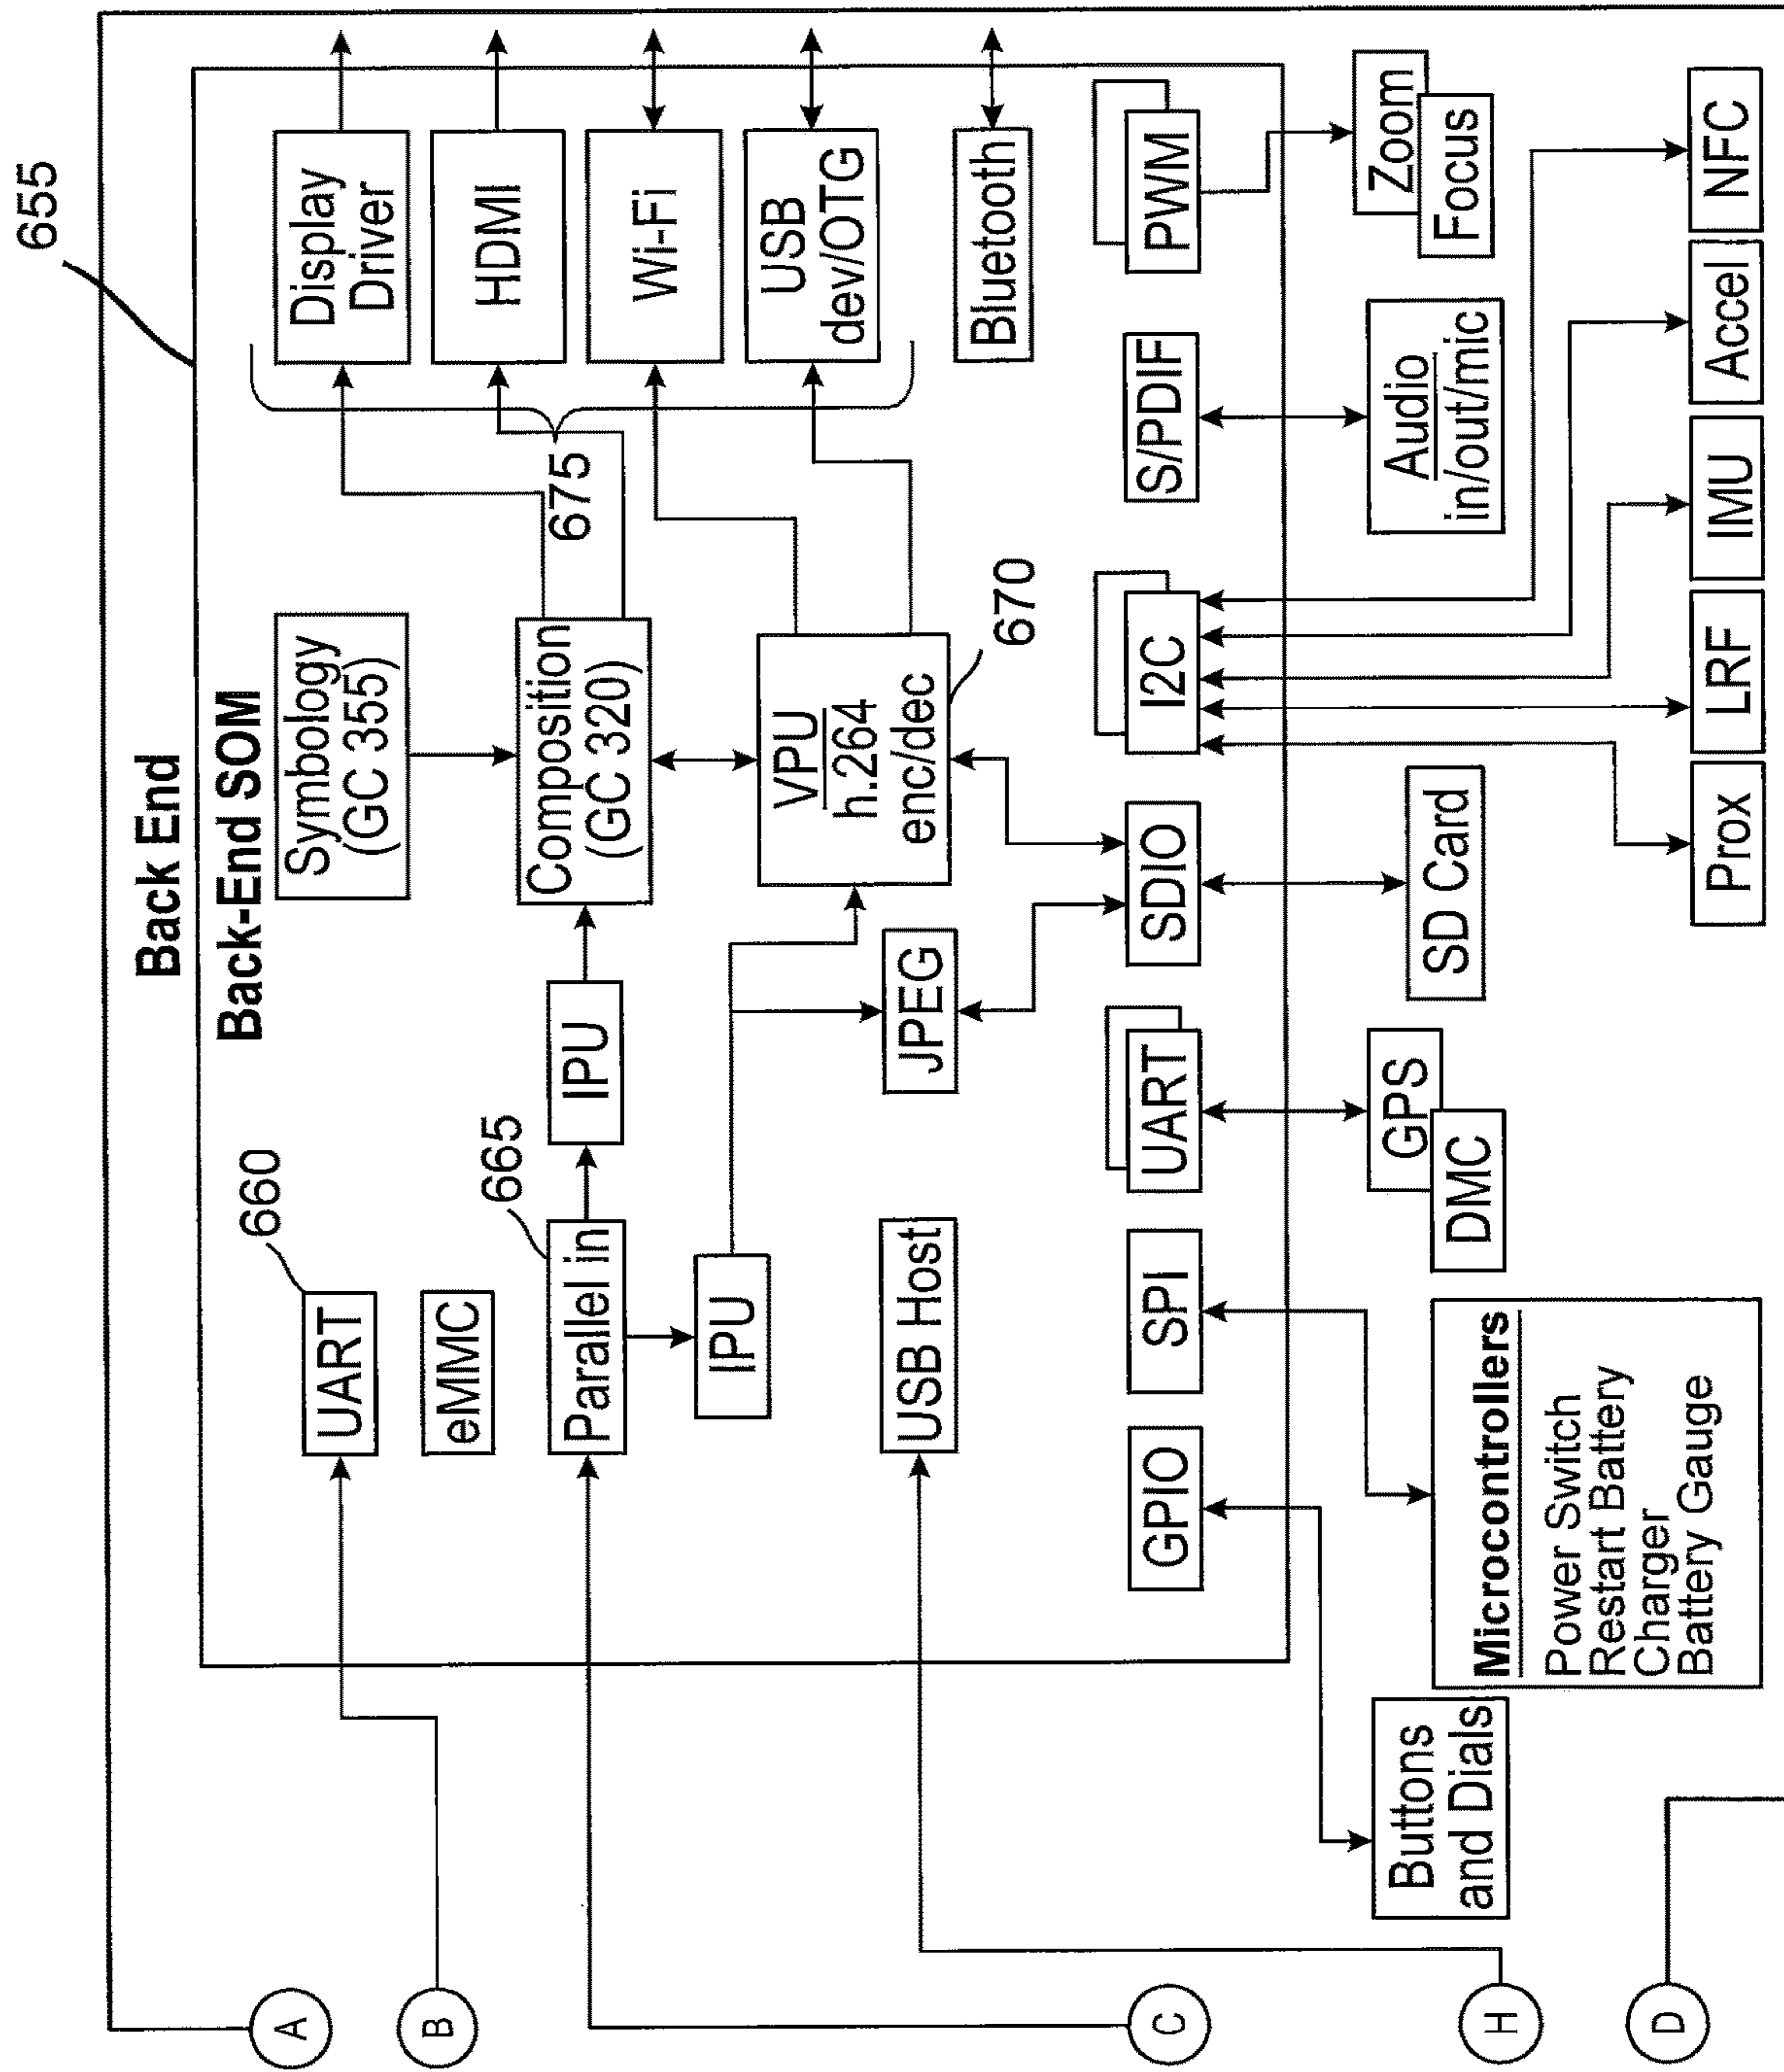 655
Back End
Back-End SOM
660
UART
eMMC
665
Parallel in
IPU
IPU
Symbology
(GC 355)
Composition
(GC 320)
675
VPU
h.264
enc/dec
670
JPEG
USB Host
Display
Driver
HDMI
Wi-Fi
USB
dev/OTG
Bluetooth
GPIO
SPI
UART
SDIO
I2C
S/PDIF
PWM
Buttons
and Dials
Microcontrollers
Power Switch
Restart Battery
Charger
Battery Gauge
GPS
DMC
SD Card
Audio
in/out/mic
Zoom
Focus
Prox
LRF
IMU
Accel
NFC
A
B
C
H
D